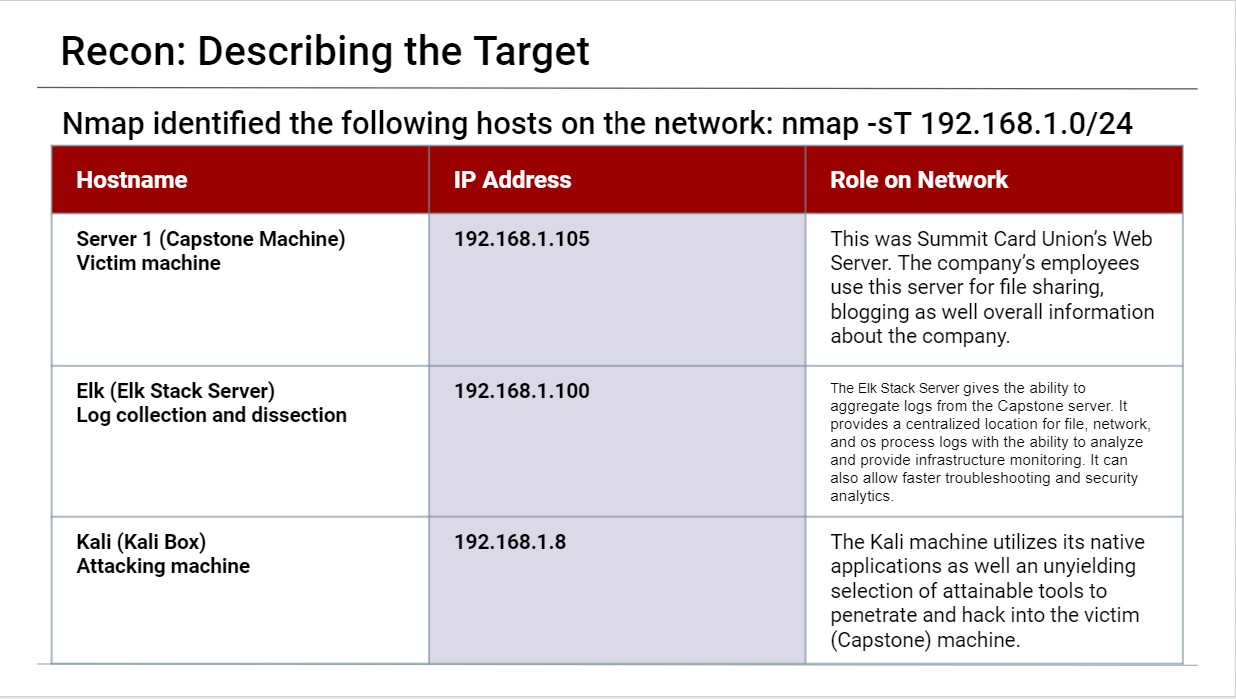 Recon: Describing the Target
Nmap identified the following hosts on the network: nmap -sT 192.168.1.0/24
Hostname
IP Address
Role on Network
Server 1 (Capstone Machine)
Victim machine
192.168.1.105
This was Summit Card Union’s Web
Server. The company’s employees
use this server for file sharing,
blogging as well overall information
about the company.
Elk (Elk Stack Server)
Log collection and dissection
192.168.1.100
The Elk Stack Server gives the ability to
aggregate logs from the Capstone server. It
provides a centralized location for file, network,
and os process logs with the ability to analyze
and provide infrastructure monitoring. It can
also allow faster troubleshooting and security
analytics.
Kali (Kali Box)
Attacking machine
192.168.1.8
The Kali machine utilizes its native
applications as well an unyielding
selection of attainable tools to
penetrate and hack into the victim
(Capstone) machine.